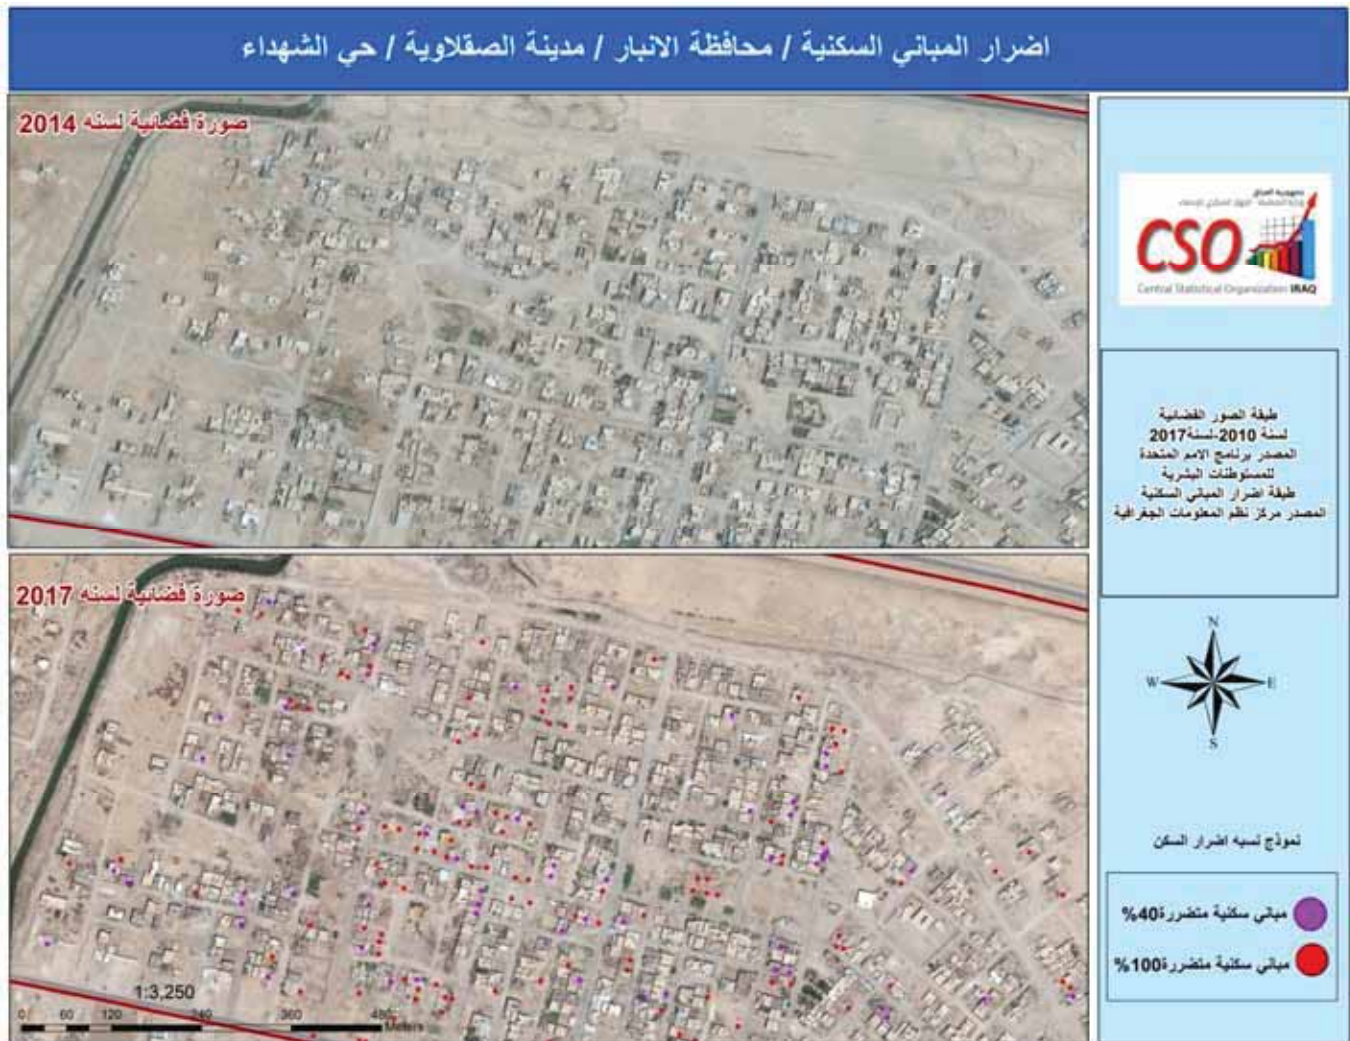 اضرار المباني السكنية / محافظة الانبار / مدينة الصقلاوية / حي الشهداء
صورة فضائية لسنه 2014
جمهورية العراق
CSO
Central Statistical Organization IRAQ
طبقة الصور الفضائية
لسنة 2010-لسنة2017
المصدر برنامج الامم المتحدة
للمستوطنات البشرية
طبقة اضرار المباني السكنية
المصدر مركز نظم المعلومات الجغرافية
صورة فضائية لسنه 2017
N
W E
S
نموذج لسبه اضرار السكن
مباني سكنية متضررة40%
مباني سكنية متضررة100%
1:3,250
0 60 120 240 360 480
Meters